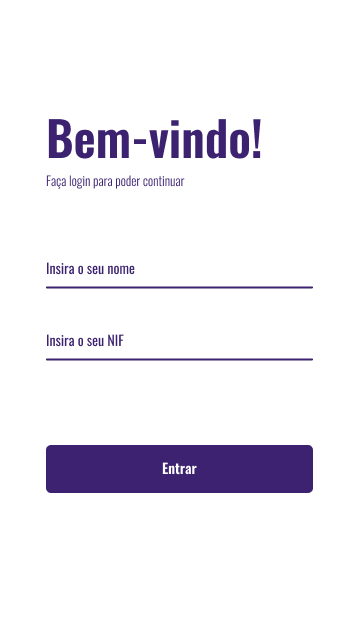 Bem-vindo!
Faça login para poder continuar
Insira o seu nome
Insira o seu NIF
Entrar